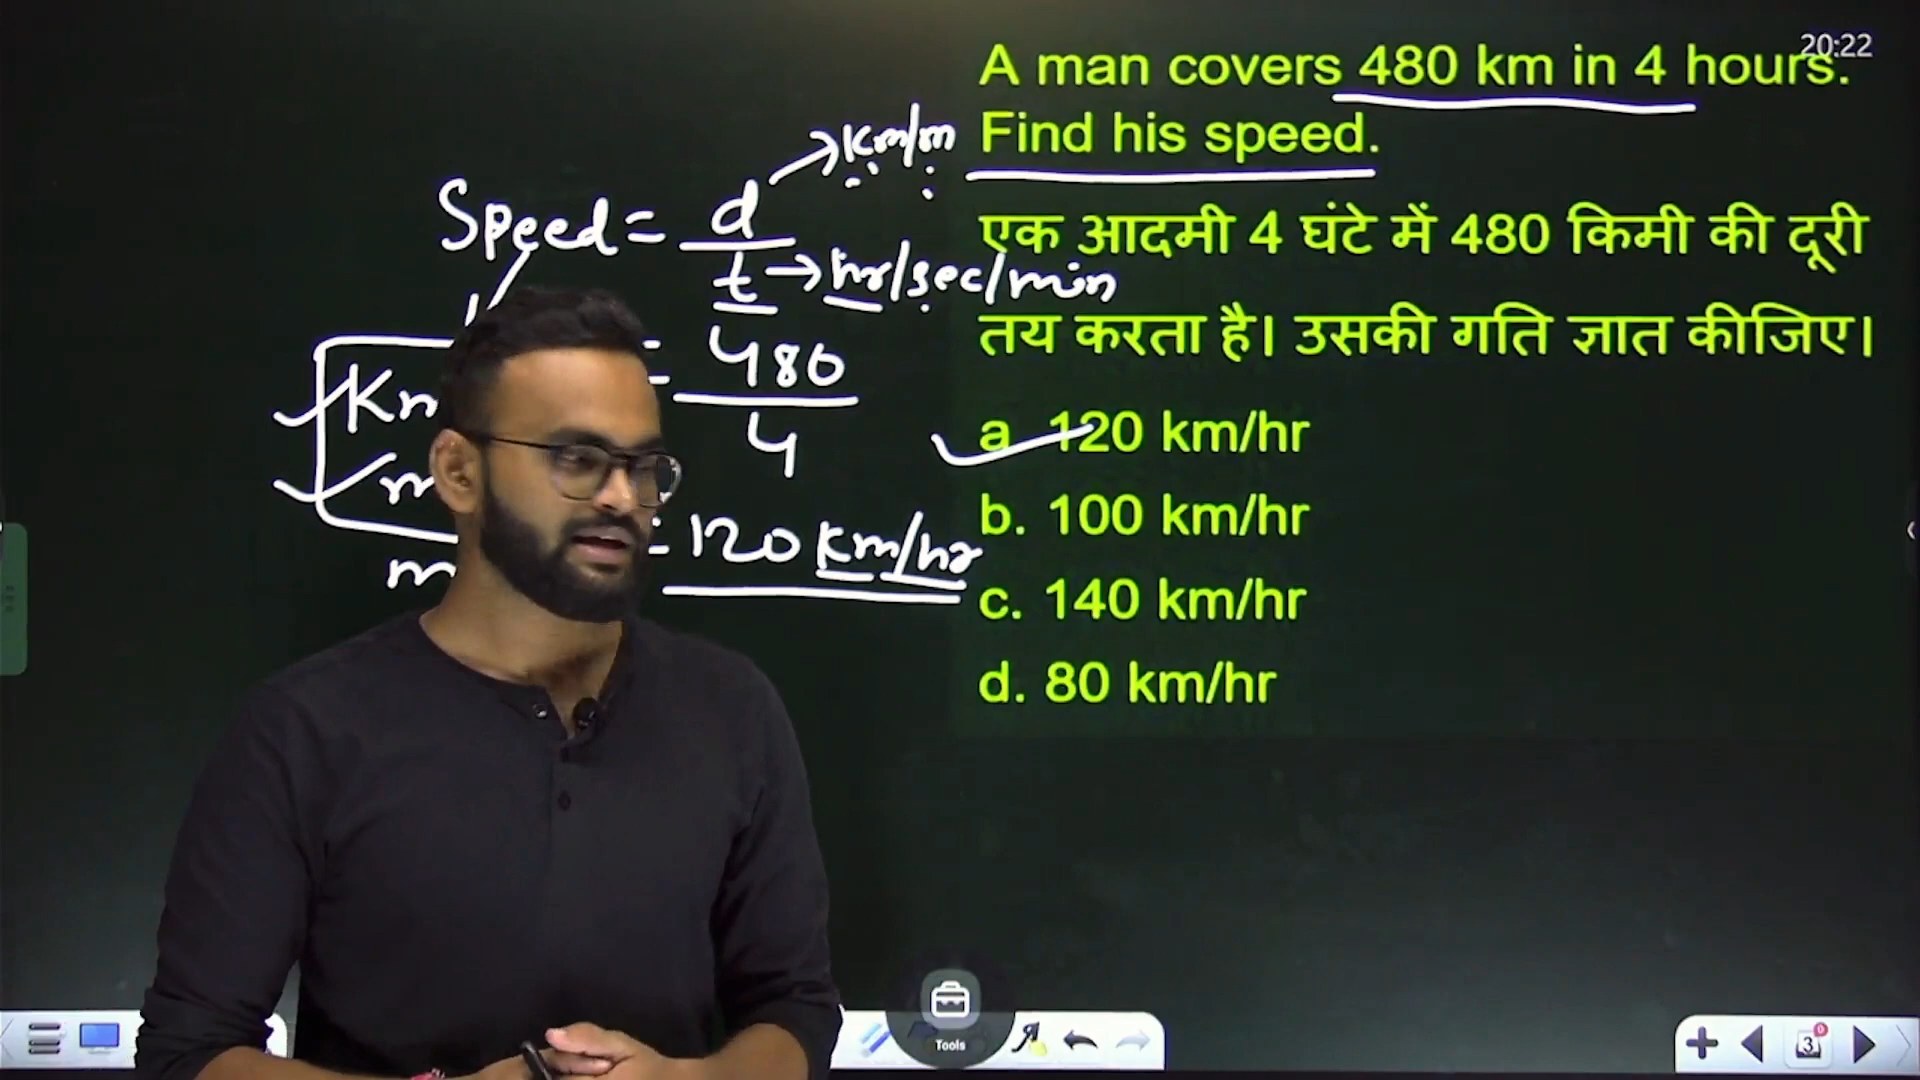 20:22
A man covers 480 km in 4 hours.
Find his speed.
एक आदमी 4 घंटे में 480 किमी की दूरी
तय करता है। उसकी गति ज्ञात कीजिए।
a 120 km/hr
b. 100 km/hr
c. 140 km/hr
d. 80 km/hr
Speed = d → km/m
t → hr/sec/min
= 480
4
= 120 km/hr
Km
m
m
Tools
3